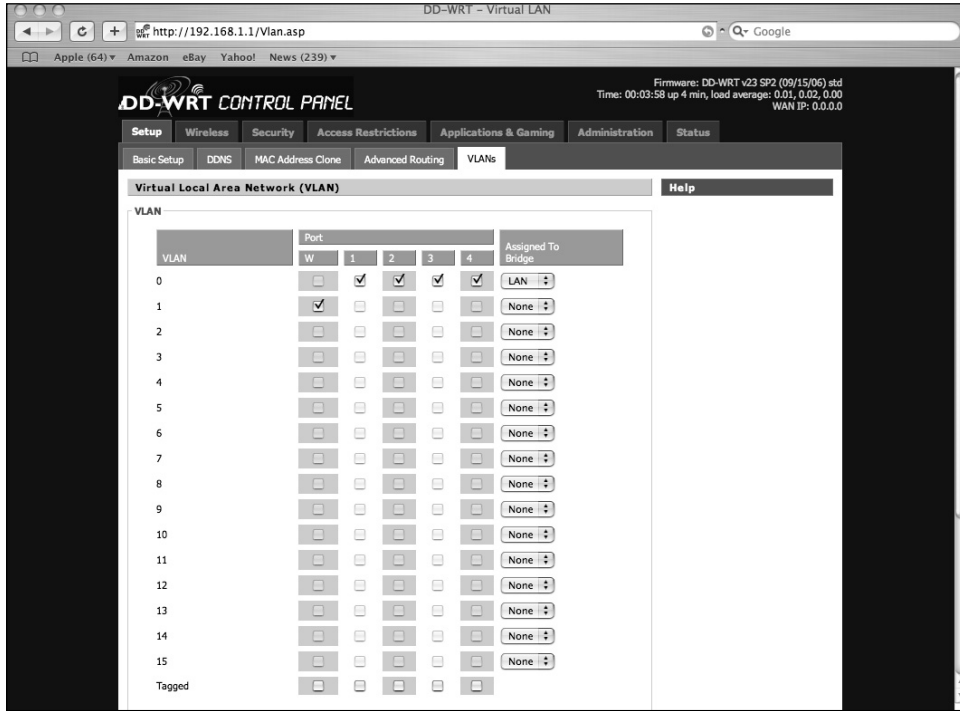 DD-WRT – Virtual LAN
http://192.168.1.1/Vlan.asp
Google
Apple (64) Amazon eBay Yahoo! News (239)
DD-WRT CONTROL PANEL
Firmware: DD-WRT v23 SP2 (09/15/06) std
Time: 00:03:58 up 4 min, load average: 0.01, 0.02, 0.00
WAN IP: 0.0.0.0
Setup Wireless Security Access Restrictions Applications & Gaming Administration Status
Basic Setup DDNS MAC Address Clone Advanced Routing VLANs
Virtual Local Area Network (VLAN) Help
VLAN
VLAN Port Assigned To Bridge
W 1 2 3 4
0 LAN
1 None
2 None
3 None
4 None
5 None
6 None
7 None
8 None
9 None
10 None
11 None
12 None
13 None
14 None
15 None
Tagged